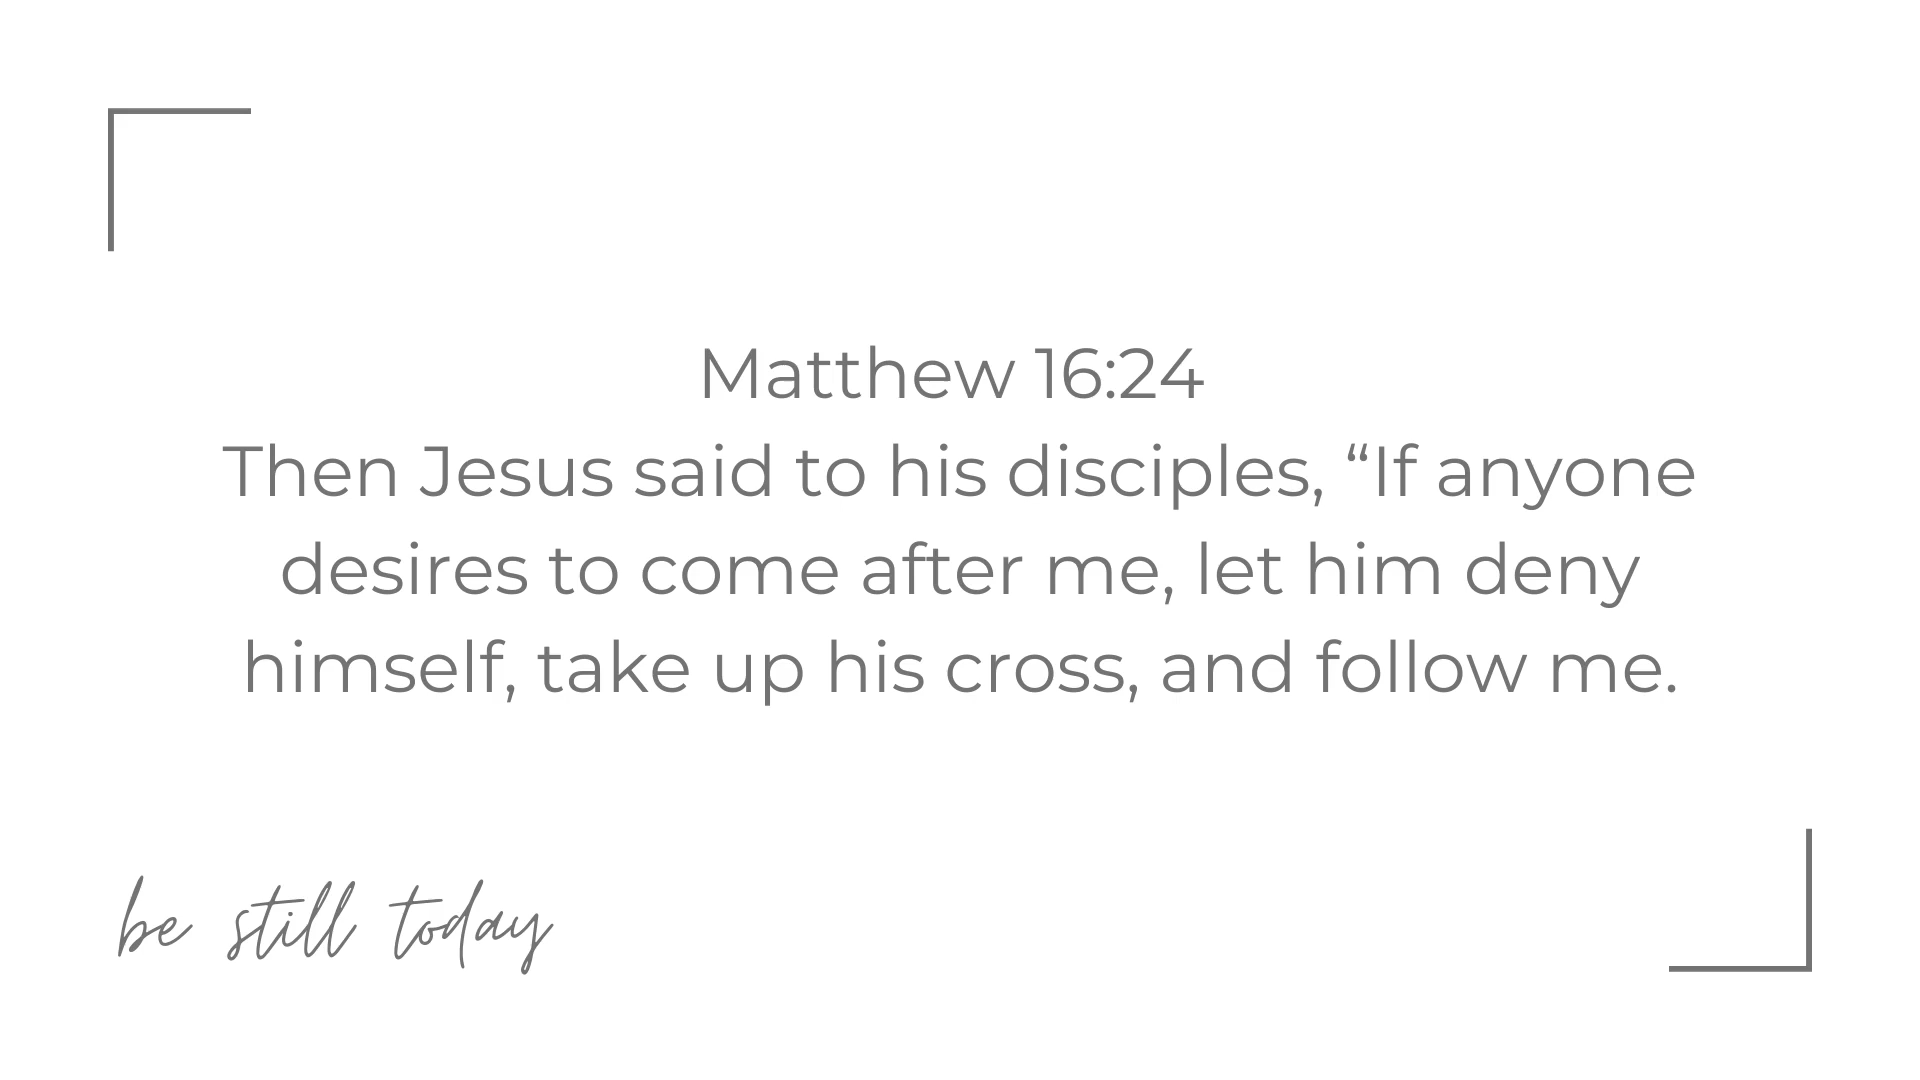 Matthew 16:24
Then Jesus said to his disciples, “If anyone
desires to come after me, let him deny
himself, take up his cross, and follow me.
be still today